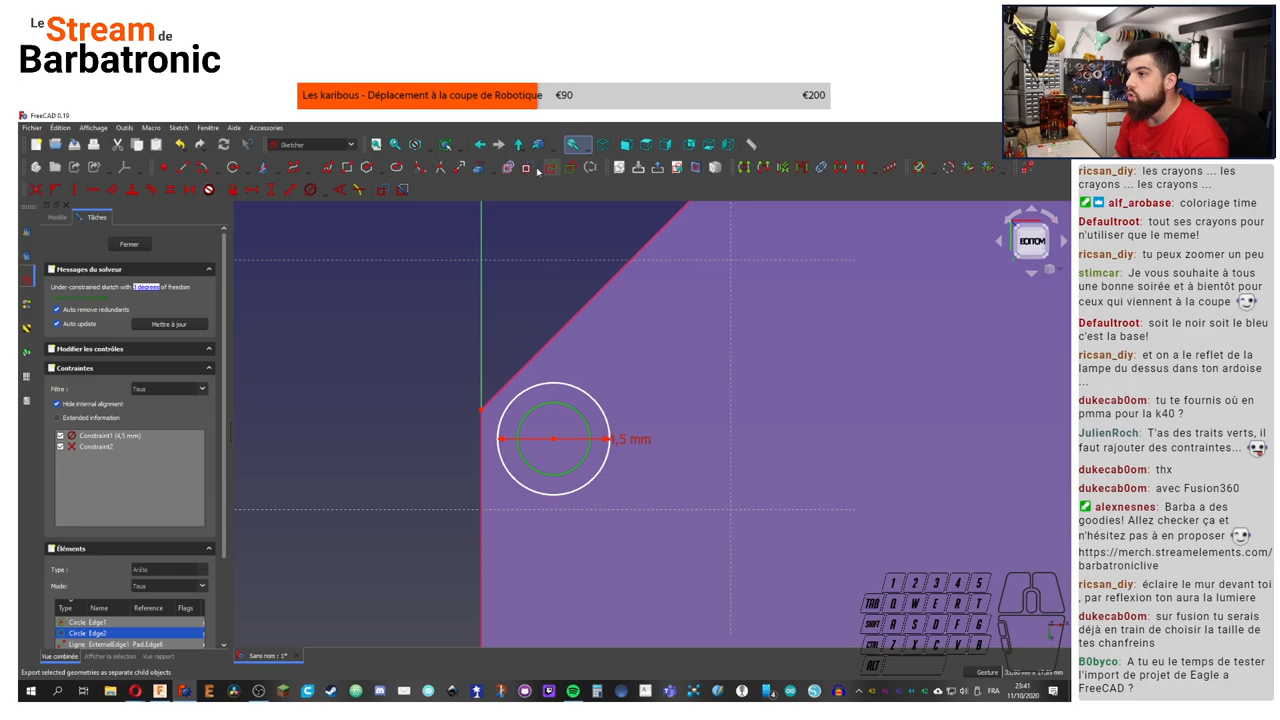 Le Stream de
Barbatronic
Les karibous - Déplacement à la coupe de Robotique €90 €200
FreeCAD 0.19
Fichier Édition Affichage Outils Macro Sketch Fenêtre Aide Accessories
Sketcher
Modèle Tâches
Fermer
Messages du solveur
Under-constrained sketch with 3 degrees of freedom
Auto remove redundants
Auto update Mettre à jour
Modifier les contrôles
Contraintes
Filtre : Tous
Hide internal alignment
Extended information
Constraint1 (4,5 mm)
Constraint2
Éléments
Type : Arête
Mode: Tous
Type Name Reference Flags
Circle Edge1
Circle Edge2
Ligne ExternalEdge1 Pad.Edge6
Vue combinée Afficher la sélection Vue rapport
Sans nom : 1*
Export selected geometries as separate child objects
,5 mm
BOTTOM
1 2 3 4 5
TAB Q W E R T
SHIFT A S D F G
CTRL Z X C V B
ALT
Gesture
FRA
23:41
11/10/2020
ricsan_diy: les crayons ... les
crayons ... les crayons ...
alf_arobase: coloriage time
Defaultroot: tout ses crayons pour
n'utiliser que le meme!
ricsan_diy: tu peux zoomer un peu
stimcar: Je vous souhaite à tous
une bonne soirée et à bientôt pour
ceux qui viennent à la coupe
Defaultroot: soit le noir soit le bleu
c'est la base!
ricsan_diy: et on a le reflet de la
lampe du dessus dans ton ardoise
...
dukecab0om: tu te fournis où en
pmma pour la k40 ?
JulienRoch: T'as des traits verts, il
faut rajouter des contraintes...
dukecab0om: thx
dukecab0om: avec Fusion360
alexnesnes: Barba a des
goodies! Allez checker ça et
n'hésitez pas à en proposer
https://merch.streamelements.com/
barbatroniclive
ricsan_diy: éclaire le mur devant toi
, par reflexion ton aura la lumiere
dukecab0om: sur fusion tu serais
déjà en train de choisir la taille de
tes chanfreins
B0byco: A tu eu le temps de tester
l'import de projet de Eagle a
FreeCAD ?